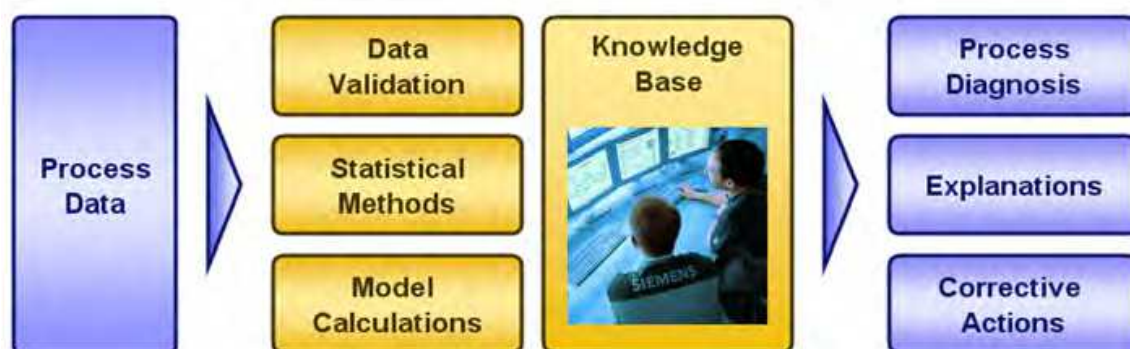 Process
Data
Data
Validation
Statistical
Methods
Model
Calculations
Knowledge
Base
SIEMENS
Process
Diagnosis
Explanations
Corrective
Actions